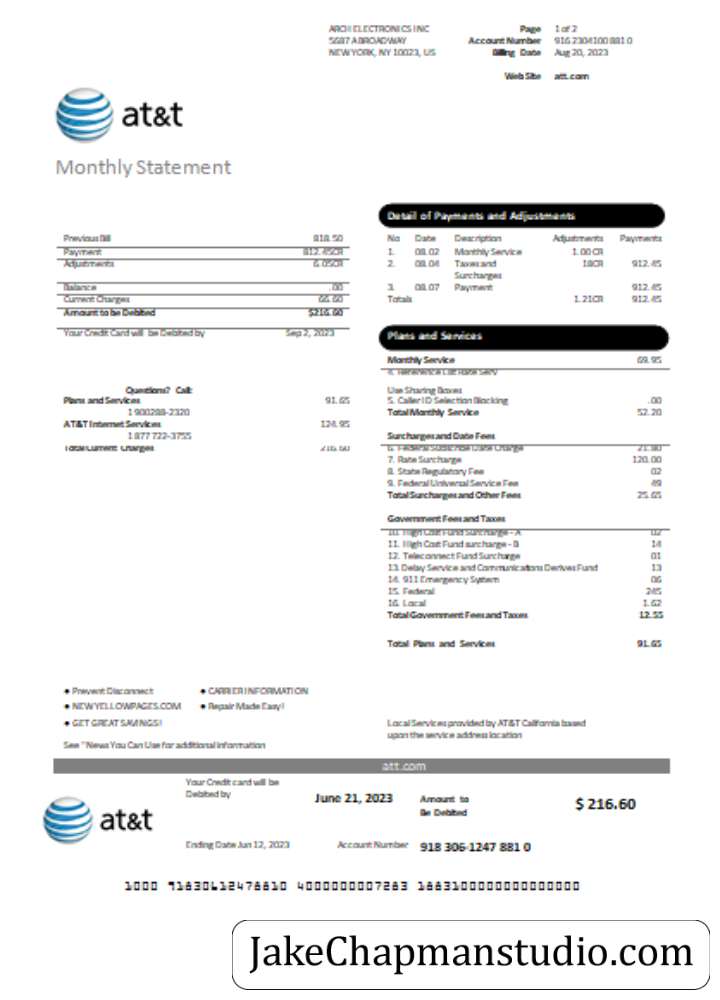 ARCH ELECTRONICS INC
5687 A BROADWAY
NEW YORK, NY 10023, US
Page 1 of 2
Account Number 916 2304100 881 0
Billing Date Aug 20, 2023
Web Site att.com
at&t
Monthly Statement
Previous Bill 818.50
Payment 812.45CR
Adjustments 6.05CR
Balance .00
Current Charges 66.60
Amount to be Debited $216.60
Your Credit Card will be Debited by Sep 2, 2023
Questions? Call:
Plans and Services 91.65
1 900288-2320
AT&T Internet Services 124.95
1 877 722-3755
Total Current Charges 216.60
Detail of Payments and Adjustments
No Date Description Adjustments Payments
1. 08.02 Monthly Service 1.00 CR
2. 08.04 Taxes and 18CR 912.45
Surcharges
3. 08.07 Payment 912.45
Totals 1.21CR 912.45
Plans and Services
Monthly Service 69.95
4. List Rate Serv
Use Sharing Boxes
5. Caller ID Selection Blocking .00
Total Monthly Service 52.20
Surcharges and Date Fees
6. Federal Subscribe Date Charge 21.80
7. Rate Surcharge 120.00
8. State Regulatory Fee 02
9. Federal Universal Service Fee 49
Total Surcharges and Other Fees 25.65
Government Fees and Taxes
10. High Cost Fund Surcharge - A 02
11. High Cost Fund surcharge - B 14
12. Teleconnect Fund Surcharge 01
13. Delay Service and Communications Derives Fund 13
14. 911 Emergency System 06
15. Federal 245
16. Local 1.62
Total Government Fees and Taxes 12.55
Total Plans and Services 91.65
• Prevent Disconnect
• CARRIER INFORMATION
• NEW YELLOWPAGES.COM
• Repair Made Easy!
• GET GREAT SAVINGS!
See "News You Can Use for additional information
Local Services provided by AT&T California based
upon the service address location
att.com
at&t
Your Credit card will be
Debited by June 21, 2023
Amount to
Be Debited
$ 216.60
Ending Date Jun 12, 2023
Account Number 918 306-1247 881 0
1000 91830612478810 4000000007283 1883100000000000000
JakeChapmanstudio.com